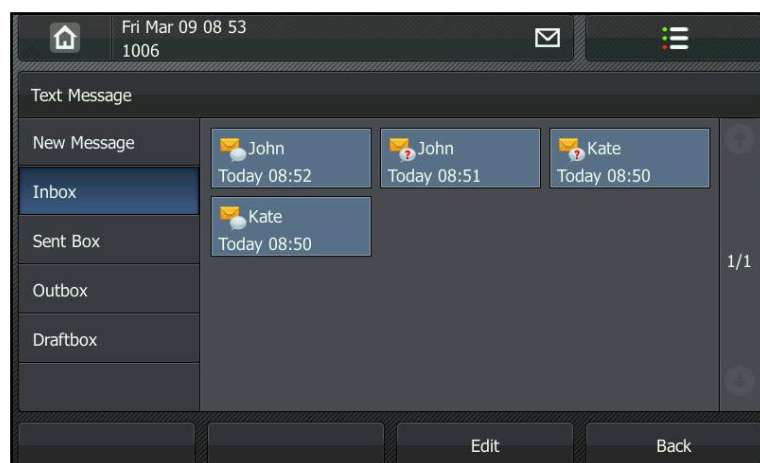 Fri Mar 09 08 53
1006
Text Message
New Message
Inbox
Sent Box
Outbox
Draftbox
John
Today 08:52
John
Today 08:51
Kate
Today 08:50
Kate
Today 08:50
1/1
Edit
Back